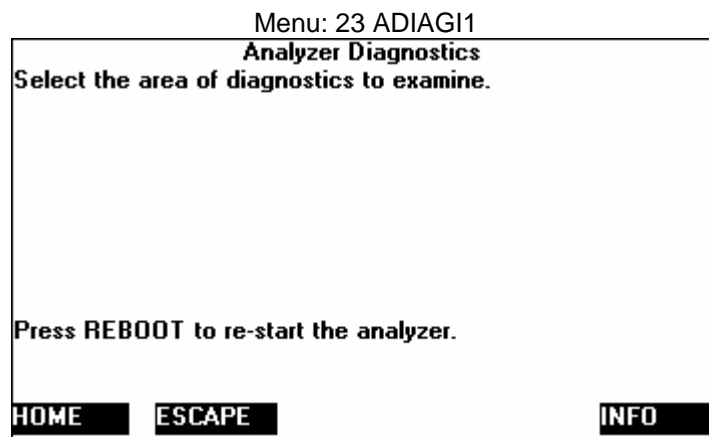 Menu: 23 ADIAGI1
Analyzer Diagnostics
Select the area of diagnostics to examine.
Press REBOOT to re-start the analyzer.
HOME ESCAPE INFO